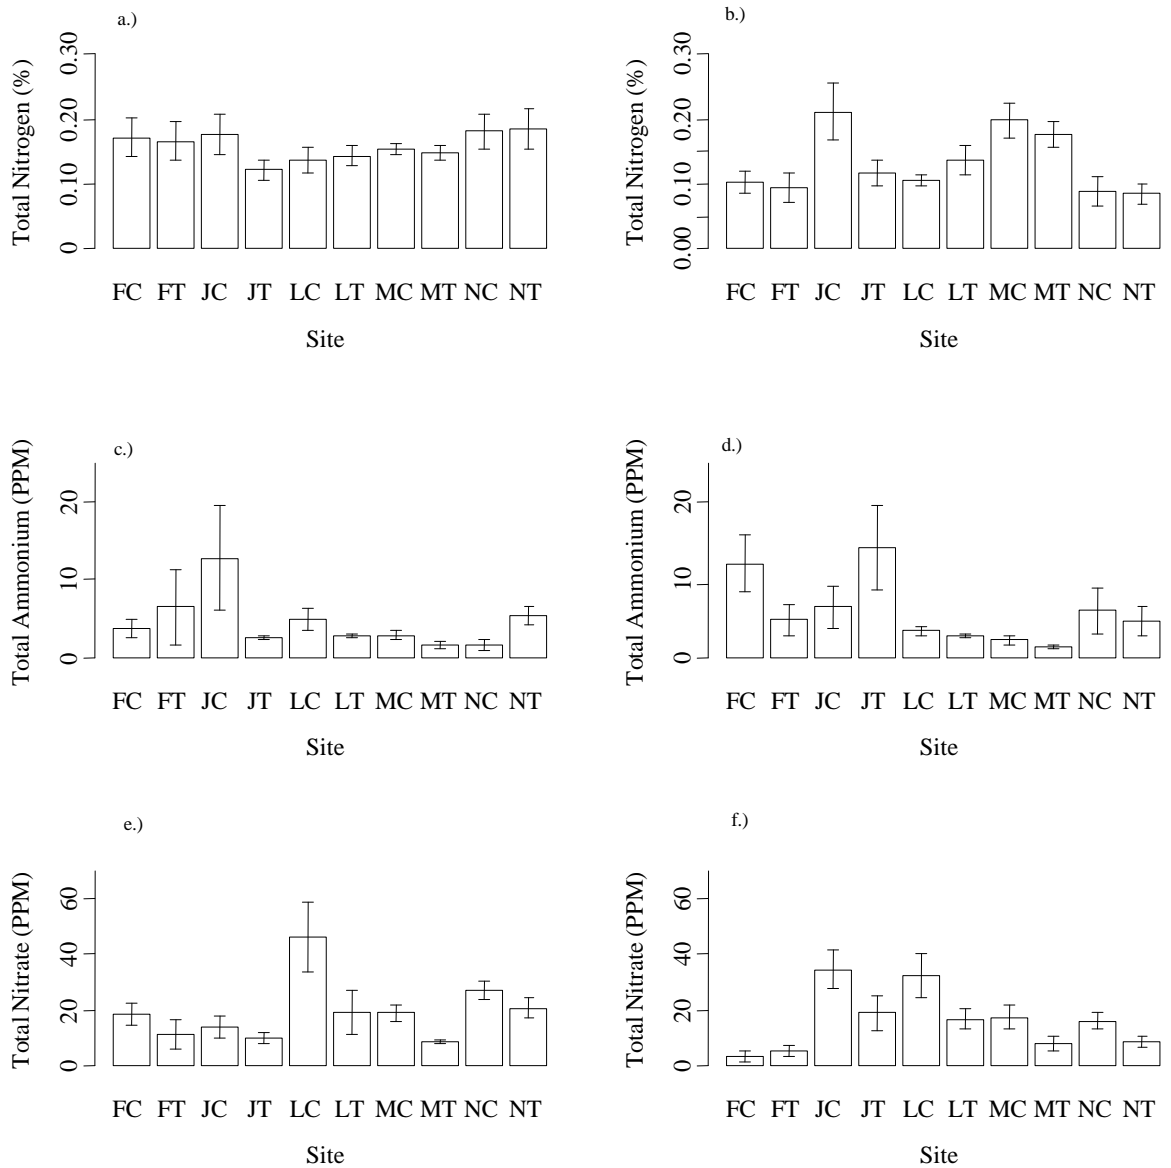 a.)
Total Nitrogen (%)
0.30
0.20
0.10
0
FC FT JC JT LC LT MC MT NC NT
Site
b.)
Total Nitrogen (%)
0.30
0.20
0.10
0.00
FC FT JC JT LC LT MC MT NC NT
Site
c.)
Total Ammonium (PPM)
20
10
0
FC FT JC JT LC LT MC MT NC NT
Site
d.)
Total Ammonium (PPM)
20
10
0
FC FT JC JT LC LT MC MT NC NT
Site
e.)
Total Nitrate (PPM)
60
40
20
0
FC FT JC JT LC LT MC MT NC NT
Site
f.)
Total Nitrate (PPM)
60
40
20
0
FC FT JC JT LC LT MC MT NC NT
Site